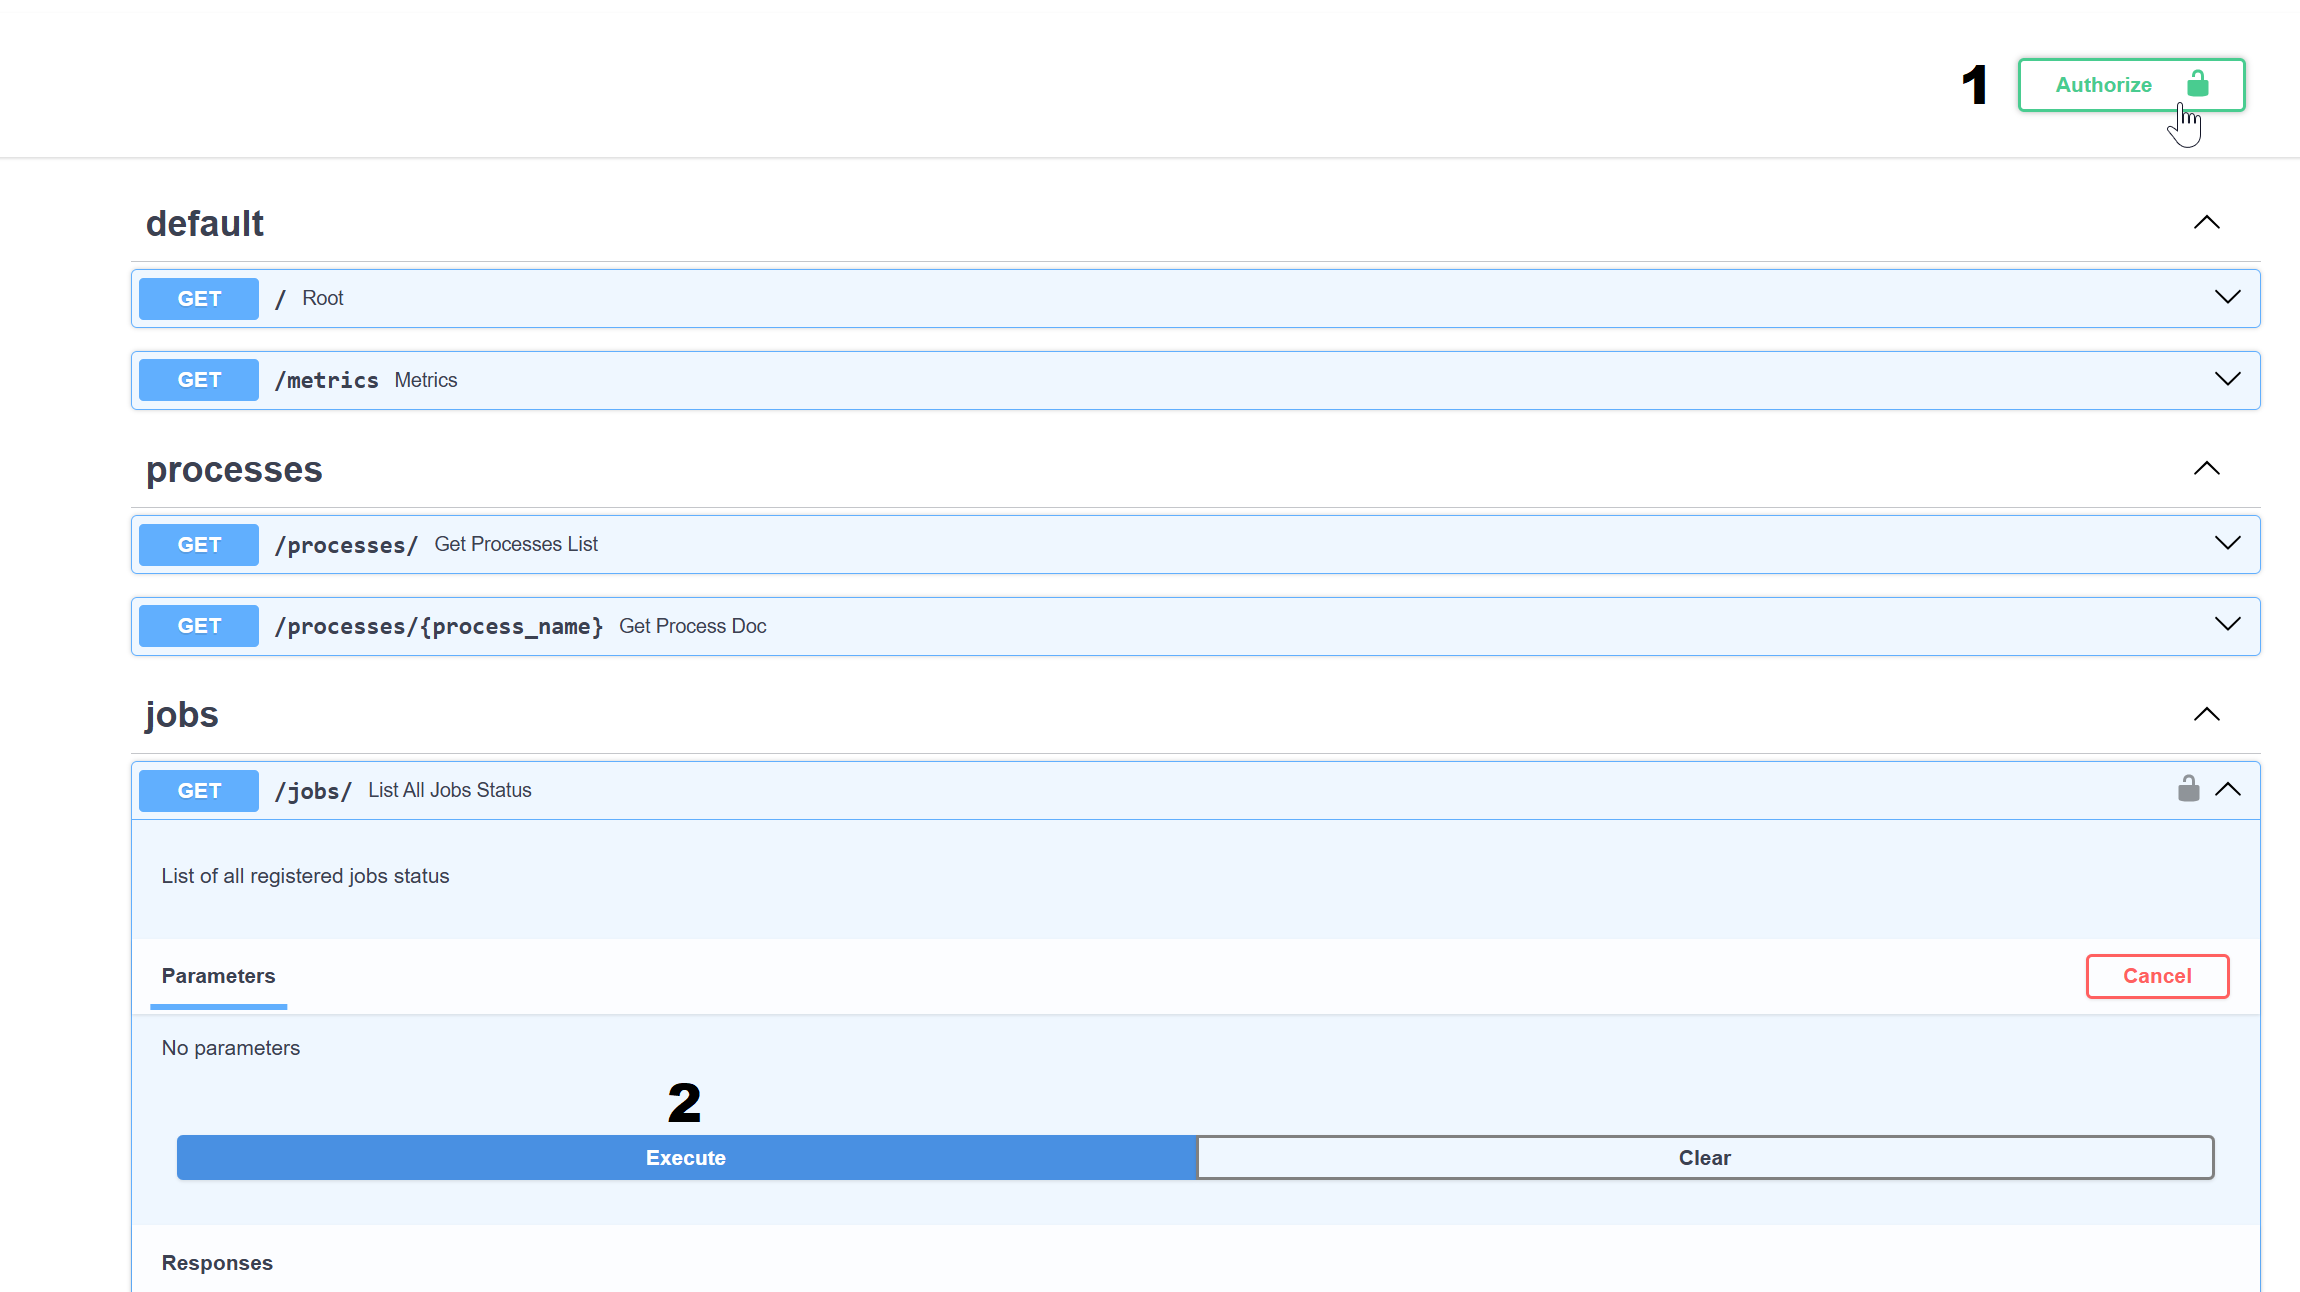 1 Authorize
default
GET / Root
GET /metrics Metrics
processes
GET /processes/ Get Processes List
GET /processes/{process_name} Get Process Doc
jobs
GET /jobs/ List All Jobs Status
List of all registered jobs status
Parameters Cancel
No parameters
2
Execute Clear
Responses